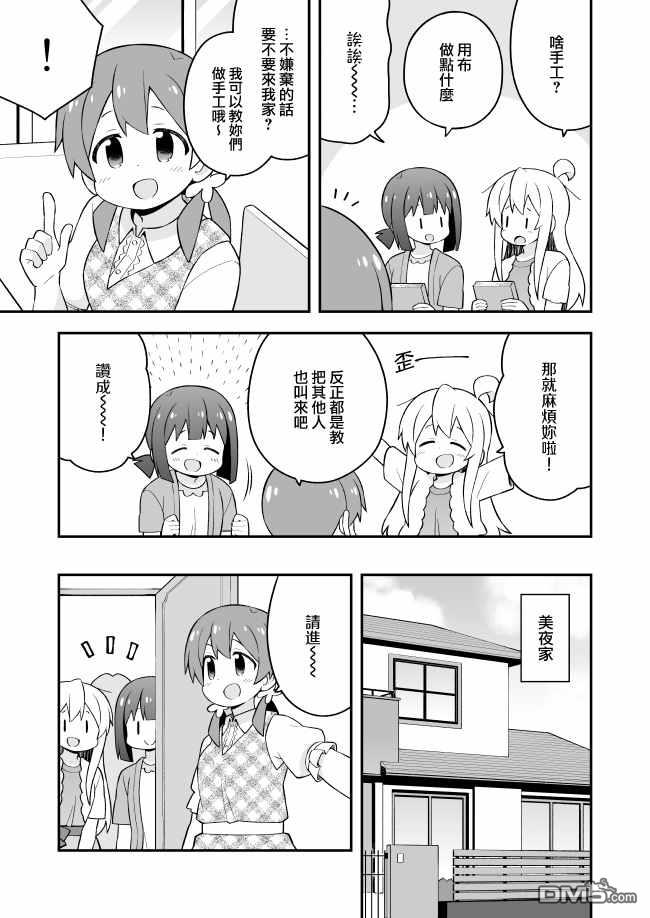 啥手工?
用布
做點什麼
誒誒~~~…
…不嫌棄的話
要不要來我家?
我可以教妳們
做手工哦~
!
那就麻煩妳啦!
歪——
反正都是教
把其他人
也叫來吧
讚成~~~!
美夜家
請進~~~
DM5.com